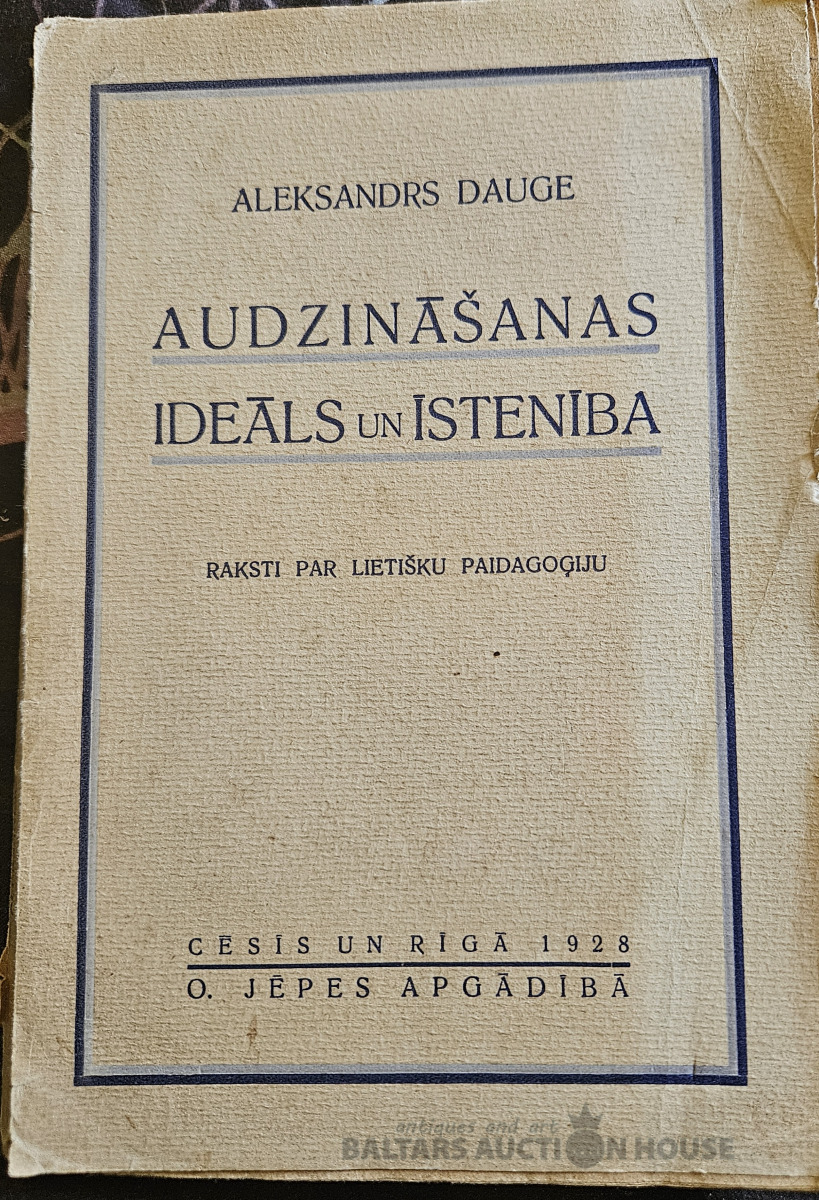 ALEKSANDRS DAUGE
AUDZINĀŠANAS
IDEĀLS UN ĪSTENĪBA
RAKSTI PAR LIETIŠĶU PAIDAGOĢIJU
CĒSĪS UN RĪGĀ 1928
O. JĒPES APGĀDĪBĀ
antiques and art
BALTARS AUCTION HOUSE